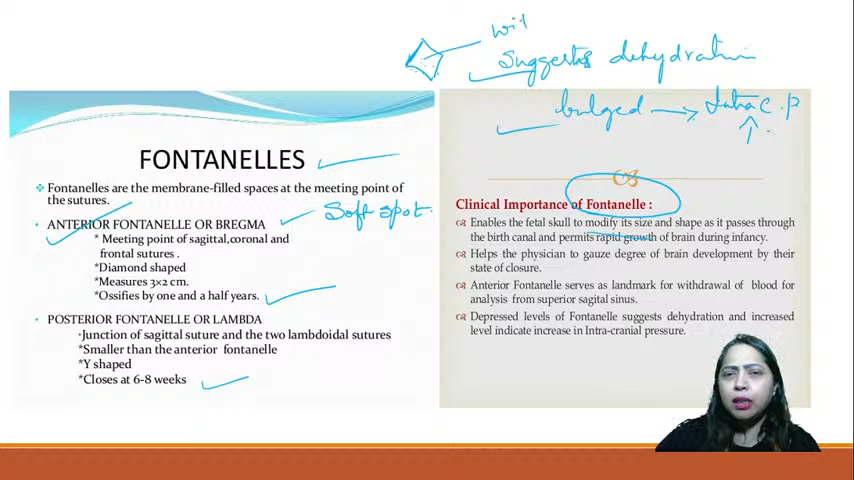 wit
Suggests dehydration
bulged → Intra C.P
↑
FONTANELLES
Fontanelles are the membrane-filled spaces at the meeting point of
the sutures.
Soft spot.
ANTERIOR FONTANELLE OR BREGMA
* Meeting point of sagittal,coronal and
frontal sutures .
*Diamond shaped
*Measures 3×2 cm.
*Ossifies by one and a half years.
POSTERIOR FONTANELLE OR LAMBDA
*Junction of sagittal suture and the two lambdoidal sutures
*Smaller than the anterior fontanelle
*Y shaped
*Closes at 6-8 weeks
Clinical Importance of Fontanelle :
Enables the fetal skull to modify its size and shape as it passes through
the birth canal and permits rapid growth of brain during infancy.
Helps the physician to gauze degree of brain development by their
state of closure.
Anterior Fontanelle serves as landmark for withdrawal of blood for
analysis from superior sagital sinus.
Depressed levels of Fontanelle suggests dehydration and increased
level indicate increase in Intra-cranial pressure.